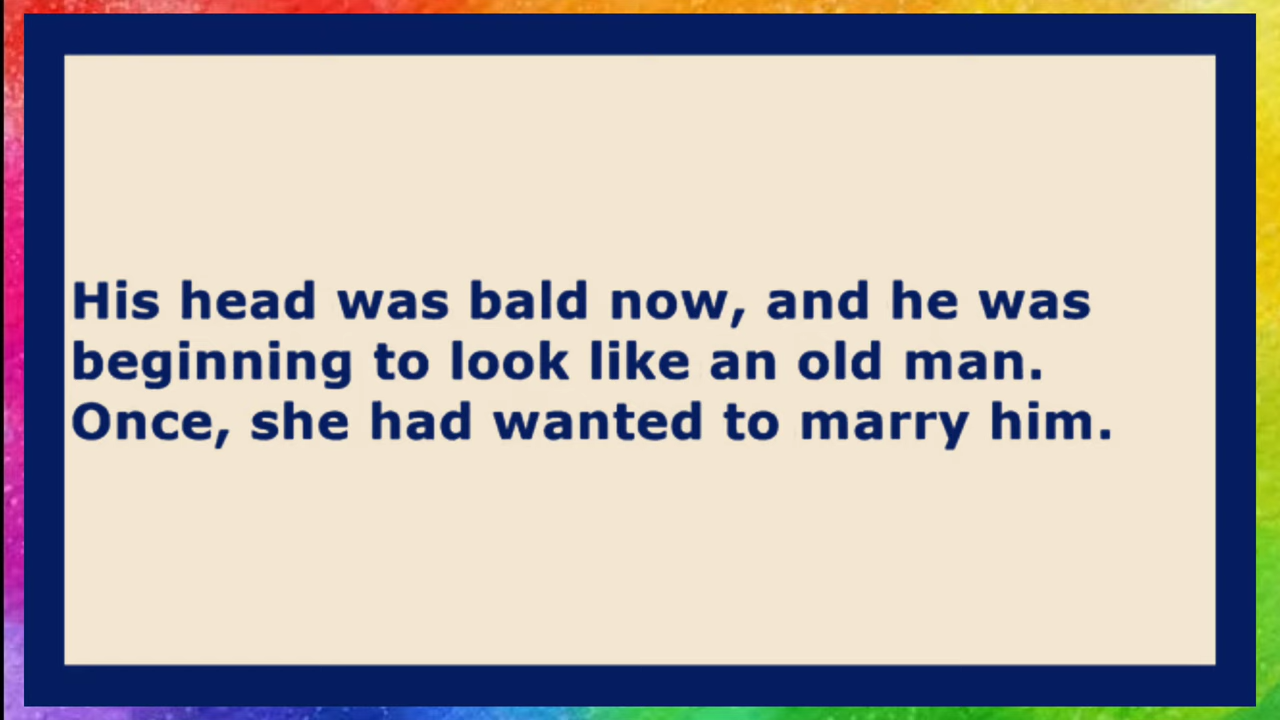 His head was bald now, and he was
beginning to look like an old man.
Once, she had wanted to marry him.